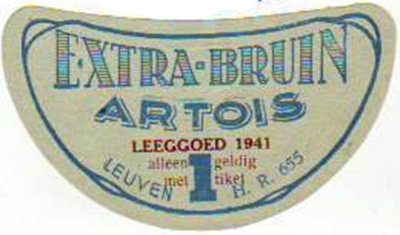 EXTRA-BRUIN
ARTOIS
LEEGGOED 1941
alleen 1 geldig
met tiket
LEUVEN H. R. 655